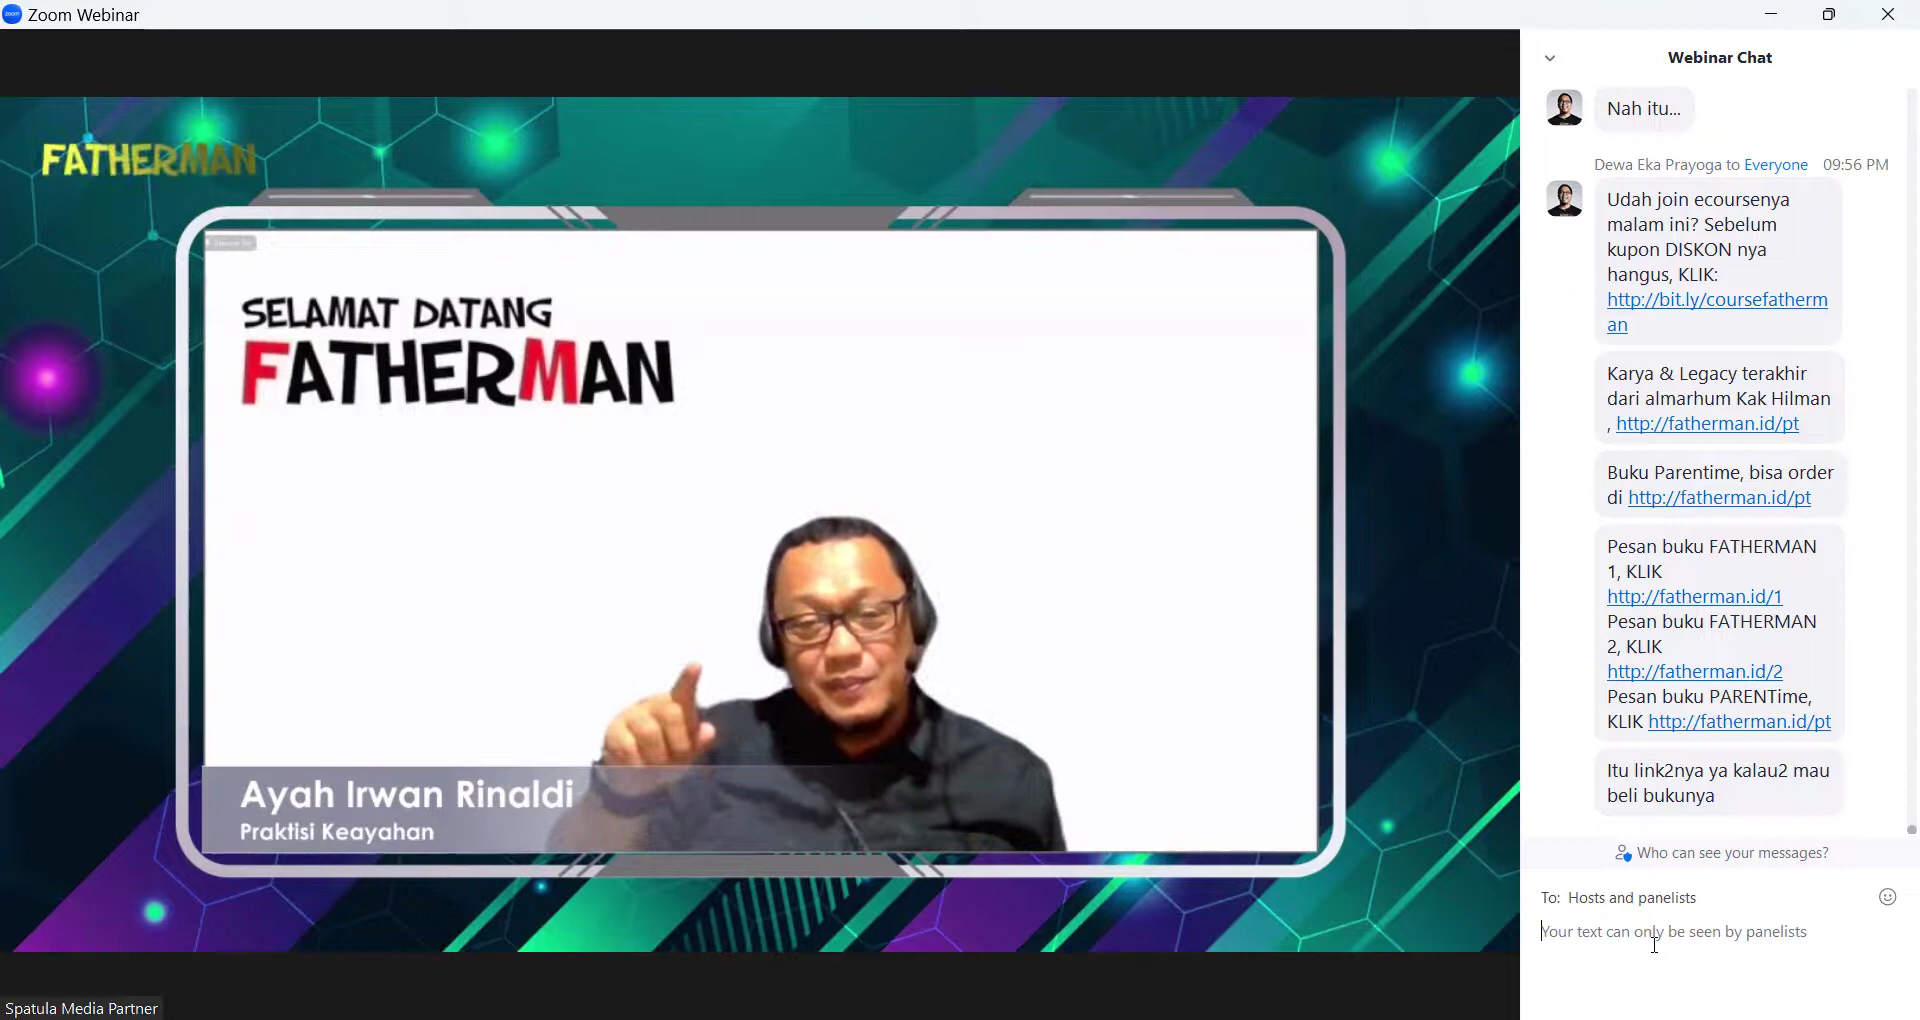 zoom
Zoom Webinar
FATHERMAN
SELAMAT DATANG
FATHERMAN
Ayah Irwan Rinaldi
Praktisi Keayahan
Spatula Media Partner
Webinar Chat
Nah itu...
Dewa Eka Prayoga to Everyone 09:56 PM
Udah join ecoursenya
malam ini? Sebelum
kupon DISKON nya
hangus, KLIK:
http://bit.ly/coursefatherm
an
Karya & Legacy terakhir
dari almarhum Kak Hilman
, http://fatherman.id/pt
Buku Parentime, bisa order
di http://fatherman.id/pt
Pesan buku FATHERMAN
1, KLIK
http://fatherman.id/1
Pesan buku FATHERMAN
2, KLIK
http://fatherman.id/2
Pesan buku PARENTime,
KLIK http://fatherman.id/pt
Itu link2nya ya kalau2 mau
beli bukunya
Who can see your messages?
To: Hosts and panelists
Your text can only be seen by panelists